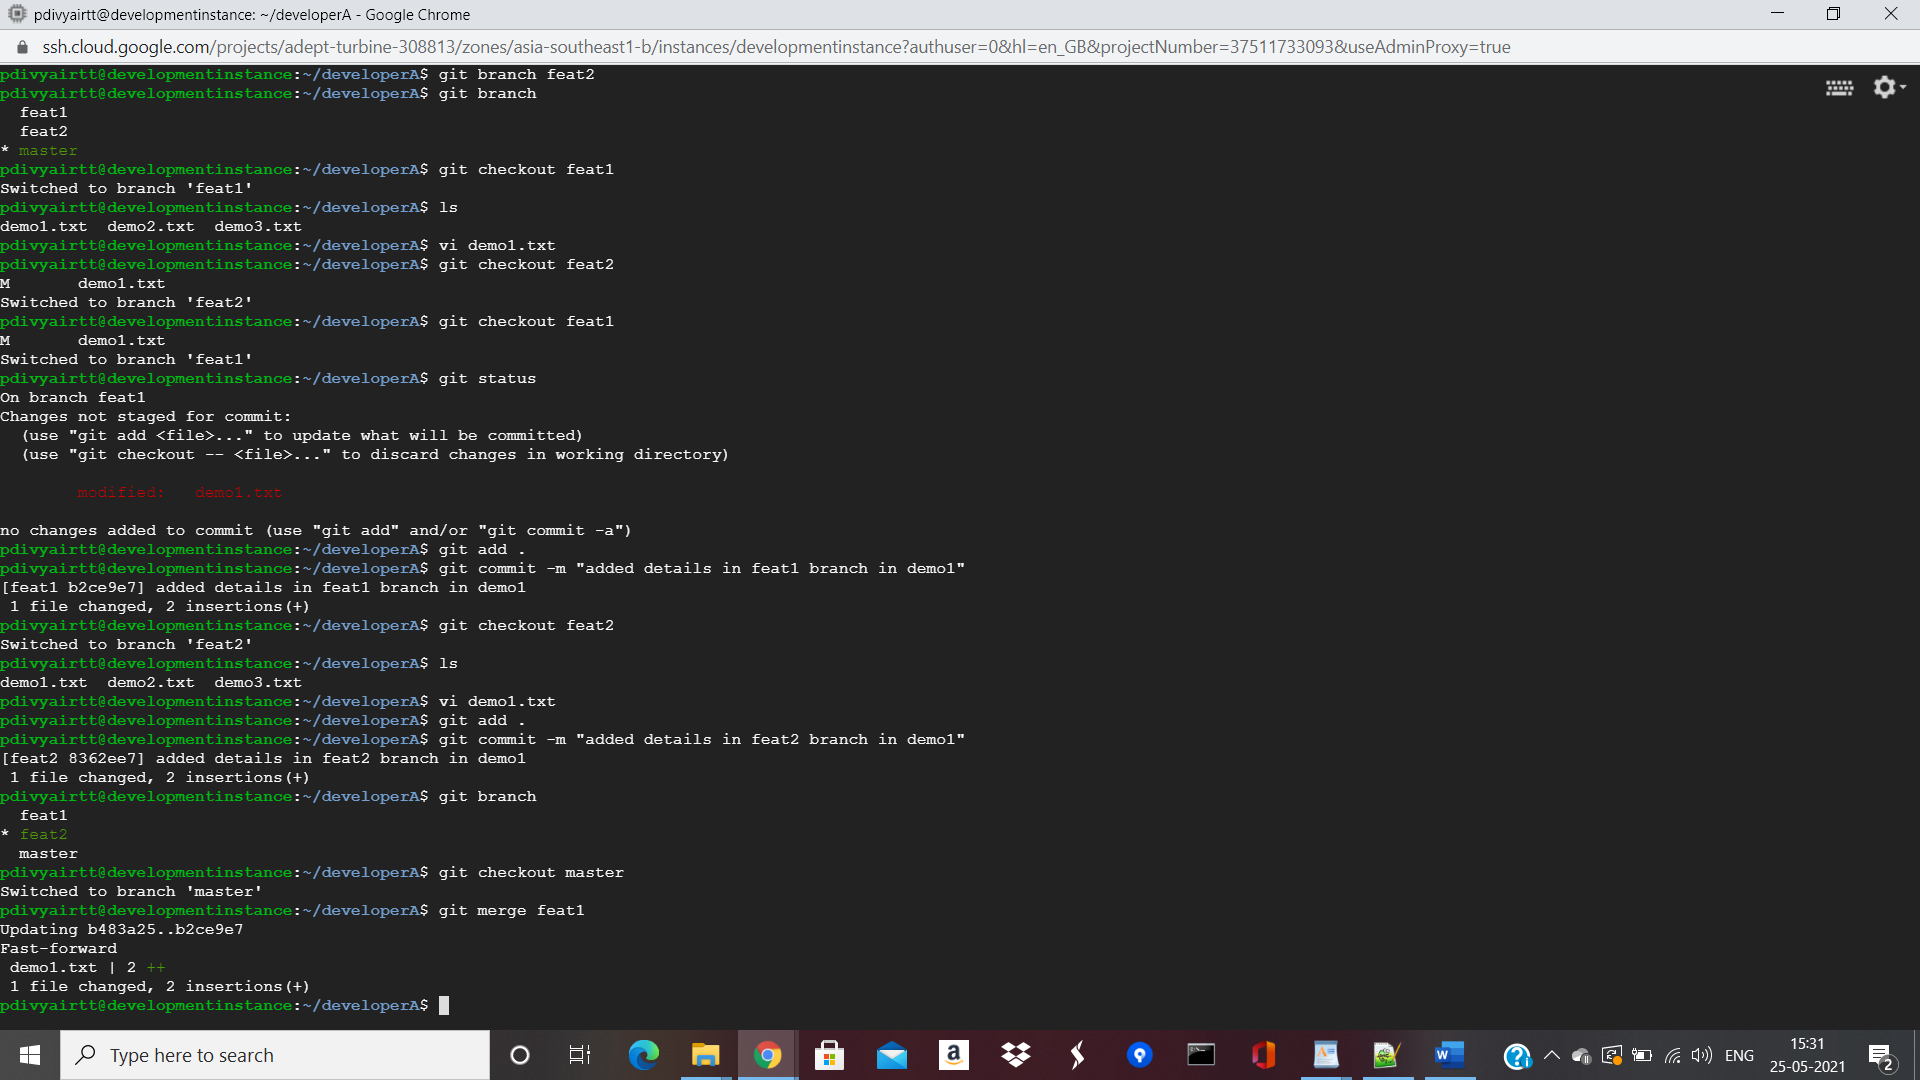 pdivyairtt@developmentinstance: ~/developerA - Google Chrome
ssh.cloud.google.com/projects/adept-turbine-308813/zones/asia-southeast1-b/instances/developmentinstance?authuser=0&hl=en_GB&projectNumber=37511733093&useAdminProxy=true
pdivyairtt@developmentinstance:~/developerA$ git branch feat2
pdivyairtt@developmentinstance:~/developerA$ git branch
  feat1
  feat2
* master
pdivyairtt@developmentinstance:~/developerA$ git checkout feat1
Switched to branch 'feat1'
pdivyairtt@developmentinstance:~/developerA$ ls
demo1.txt  demo2.txt  demo3.txt
pdivyairtt@developmentinstance:~/developerA$ vi demo1.txt
pdivyairtt@developmentinstance:~/developerA$ git checkout feat2
M       demo1.txt
Switched to branch 'feat2'
pdivyairtt@developmentinstance:~/developerA$ git checkout feat1
M       demo1.txt
Switched to branch 'feat1'
pdivyairtt@developmentinstance:~/developerA$ git status
On branch feat1
Changes not staged for commit:
  (use "git add <file>..." to update what will be committed)
  (use "git checkout -- <file>..." to discard changes in working directory)
        modified:   demo1.txt
no changes added to commit (use "git add" and/or "git commit -a")
pdivyairtt@developmentinstance:~/developerA$ git add .
pdivyairtt@developmentinstance:~/developerA$ git commit -m "added details in feat1 branch in demo1"
[feat1 b2ce9e7] added details in feat1 branch in demo1
 1 file changed, 2 insertions(+)
pdivyairtt@developmentinstance:~/developerA$ git checkout feat2
Switched to branch 'feat2'
pdivyairtt@developmentinstance:~/developerA$ ls
demo1.txt  demo2.txt  demo3.txt
pdivyairtt@developmentinstance:~/developerA$ vi demo1.txt
pdivyairtt@developmentinstance:~/developerA$ git add .
pdivyairtt@developmentinstance:~/developerA$ git commit -m "added details in feat2 branch in demo1"
[feat2 8362ee7] added details in feat2 branch in demo1
 1 file changed, 2 insertions(+)
pdivyairtt@developmentinstance:~/developerA$ git branch
  feat1
* feat2
  master
pdivyairtt@developmentinstance:~/developerA$ git checkout master
Switched to branch 'master'
pdivyairtt@developmentinstance:~/developerA$ git merge feat1
Updating b483a25..b2ce9e7
Fast-forward
 demo1.txt | 2 ++
 1 file changed, 2 insertions(+)
pdivyairtt@developmentinstance:~/developerA$
Type here to search
ENG
15:31
25-05-2021
2